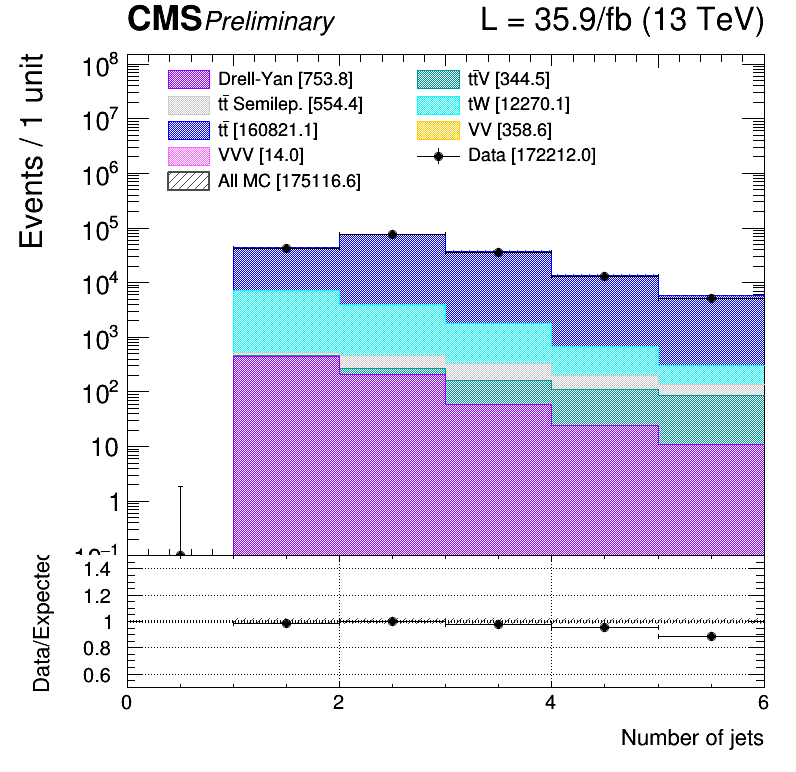 CMS Preliminary L = 35.9/fb (13 TeV)
Events / 1 unit
10⁸
10⁷
10⁶
10⁵
10⁴
10³
10²
10
1
10⁻¹
Drell-Yan [753.8]
tt̄ Semilep. [554.4]
tt̄ [160821.1]
VVV [14.0]
All MC [175116.6]
tt̄V [344.5]
tW [12270.1]
VV [358.6]
Data [172212.0]
Data/Expected
1.4
1.2
1
0.8
0.6
0 2 4 6
Number of jets